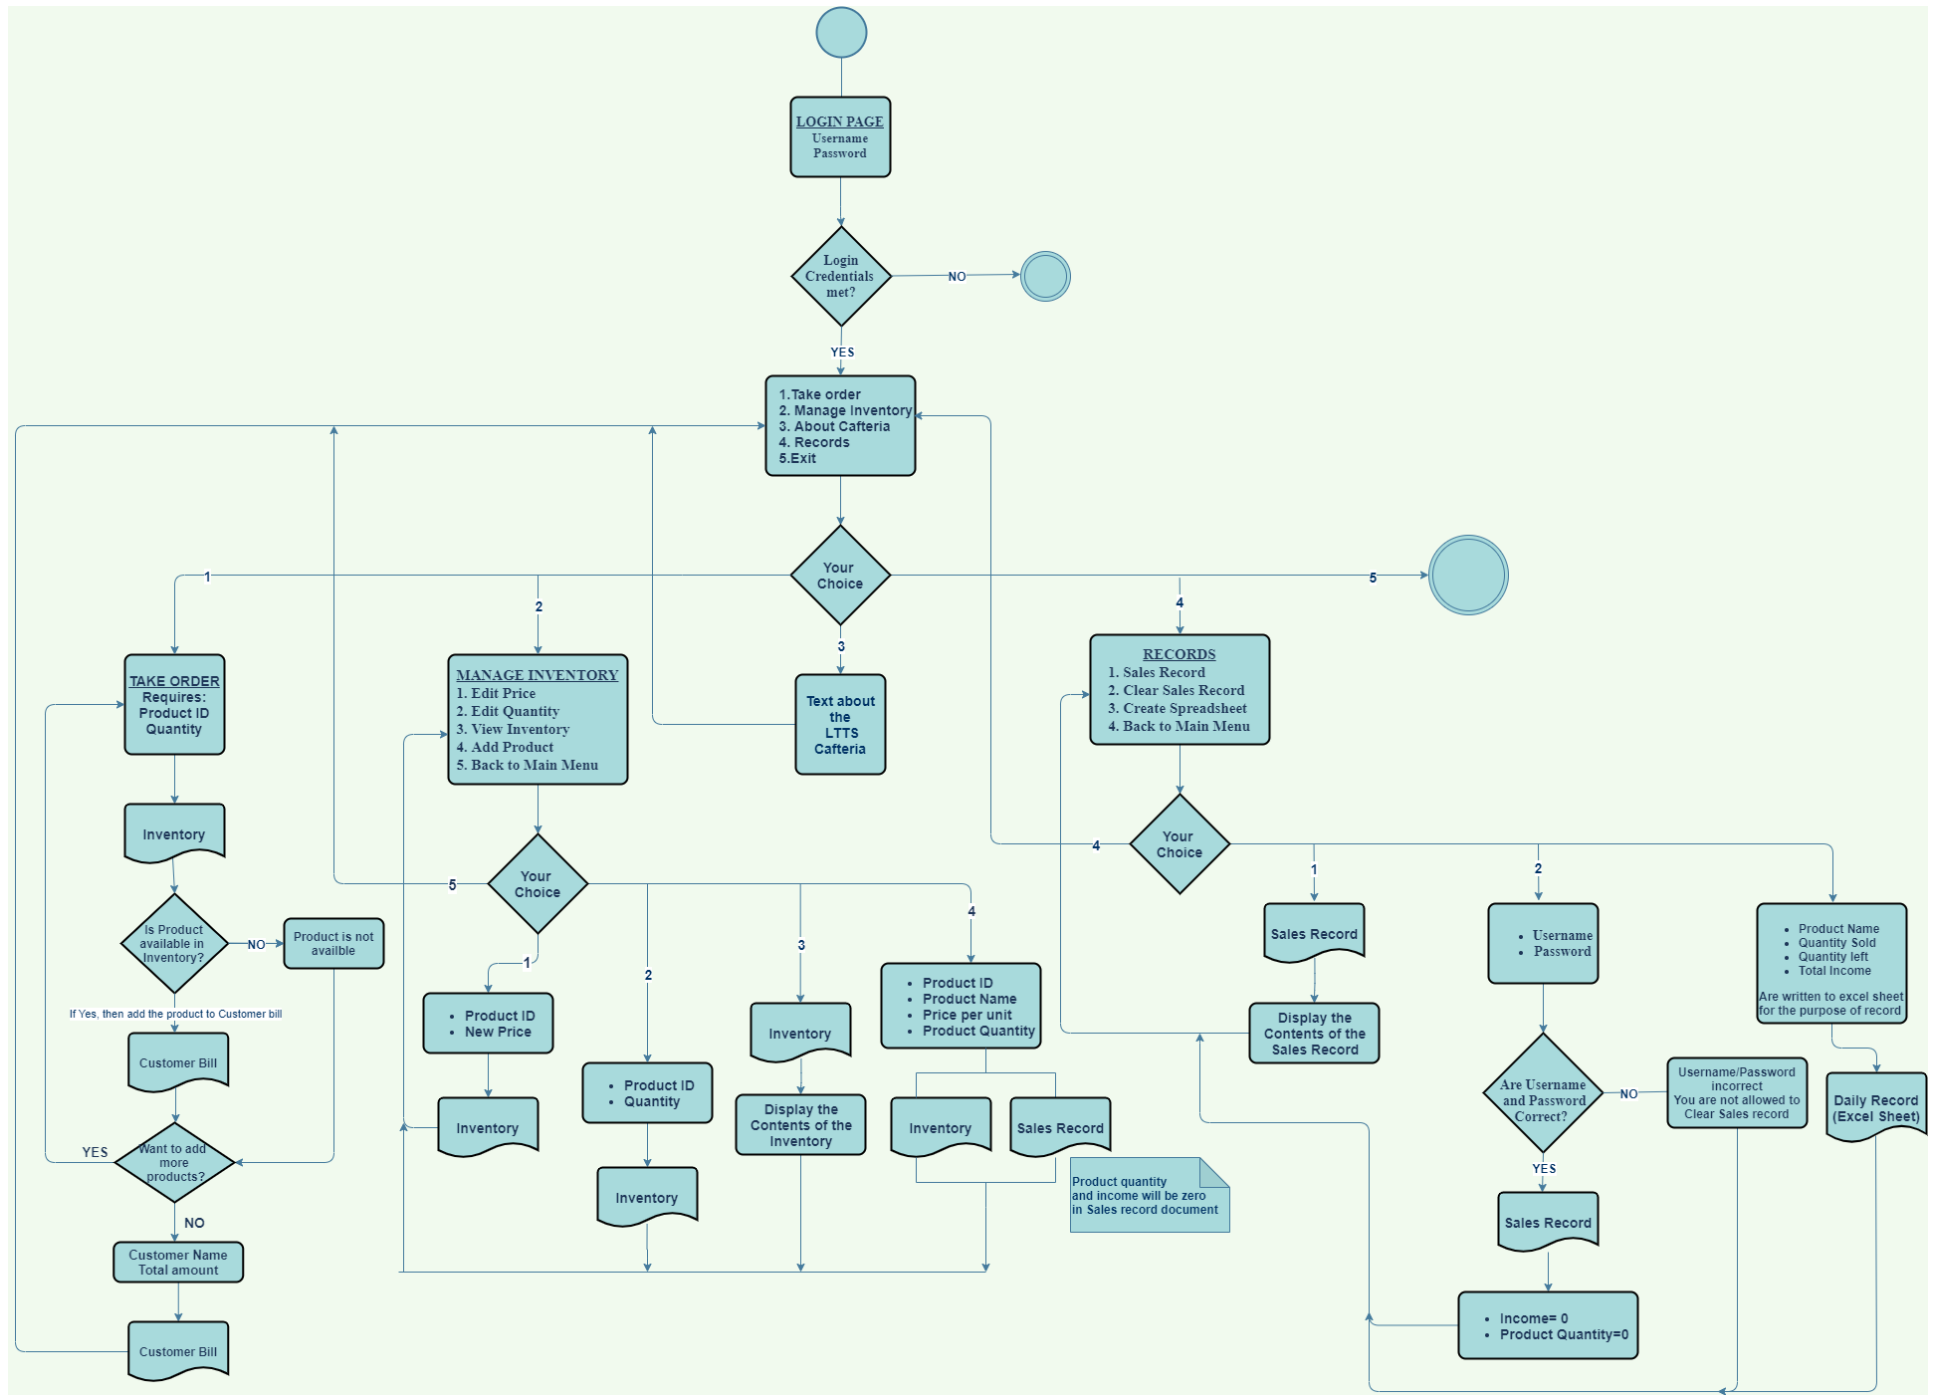 LOGIN PAGE
Username
Password
Login
Credentials
met?
NO
YES
1.Take order
2. Manage Inventory
3. About Cafteria
4. Records
5.Exit
Your
Choice
1
2
3
4
5
TAKE ORDER
Requires:
Product ID
Quantity
Inventory
Is Product
available in
Inventory?
NO
Product is not
availble
If Yes, then add the product to Customer bill
Customer Bill
Want to add
more
products?
YES
NO
Customer Name
Total amount
Customer Bill
MANAGE INVENTORY
1. Edit Price
2. Edit Quantity
3. View Inventory
4. Add Product
5. Back to Main Menu
Your
Choice
5
1
2
3
4
• Product ID
• New Price
Inventory
• Product ID
• Quantity
Inventory
Inventory
Display the
Contents of the
Inventory
• Product ID
• Product Name
• Price per unit
• Product Quantity
Inventory
Sales Record
Product quantity
and income will be zero
in Sales record document
Text about
the
LTTS
Cafteria
RECORDS
1. Sales Record
2. Clear Sales Record
3. Create Spreadsheet
4. Back to Main Menu
Your
Choice
4
1
2
Sales Record
Display the
Contents of the
Sales Record
• Username
• Password
Are Username
and Password
Correct?
NO
Username/Password
incorrect
You are not allowed to
Clear Sales record
YES
Sales Record
• Income= 0
• Product Quantity=0
• Product Name
• Quantity Sold
• Quantity left
• Total Income
Are written to excel sheet
for the purpose of record
Daily Record
(Excel Sheet)